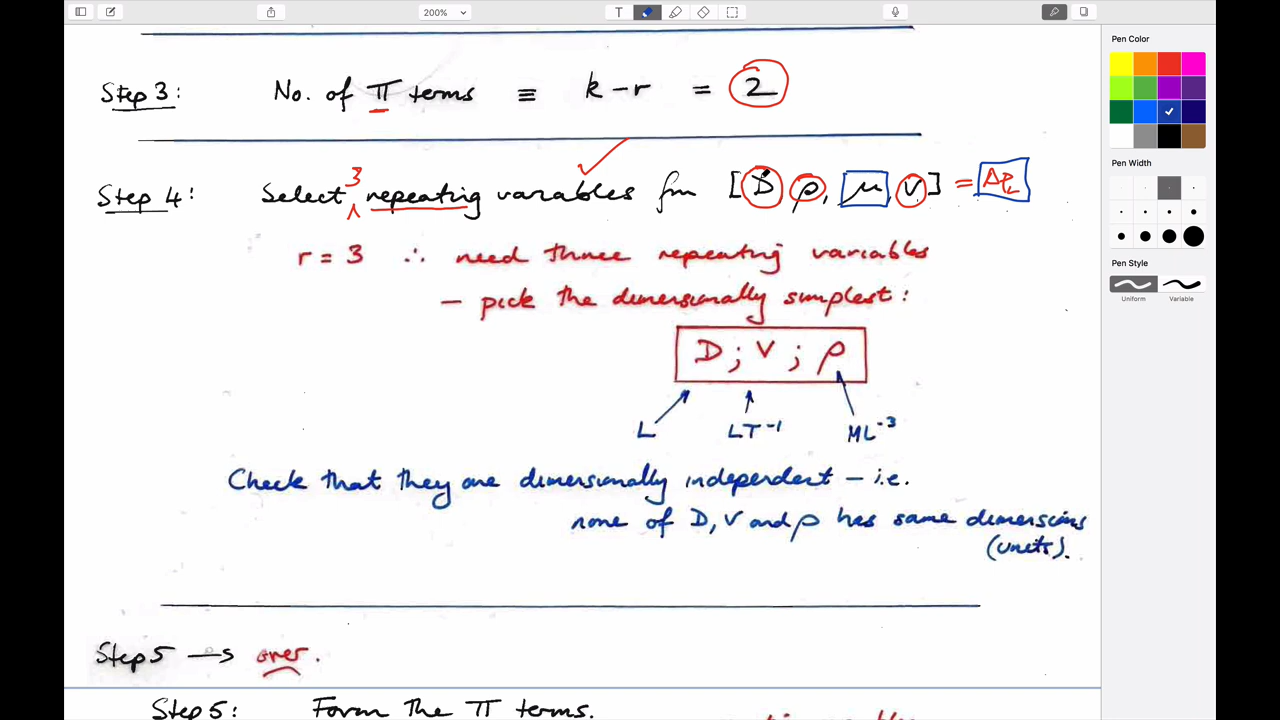 200%
T
Pen Color
Step 3: No. of Π terms ≡ k - r = 2
Pen Width
Step 4: Select 3 repeating variables from [D, ρ, μ, V] = ΔP_L
r = 3 ∴ need three repeating variables
Pen Style
Uniform Variable
- pick the dimensionally simplest:
D ; V ; ρ
L LT⁻¹ ML⁻³
Check that they are dimensionally independent – i.e.
none of D, V and ρ has same dimensions
(units).
Step 5 → over.
Step 5: Form the Π terms.